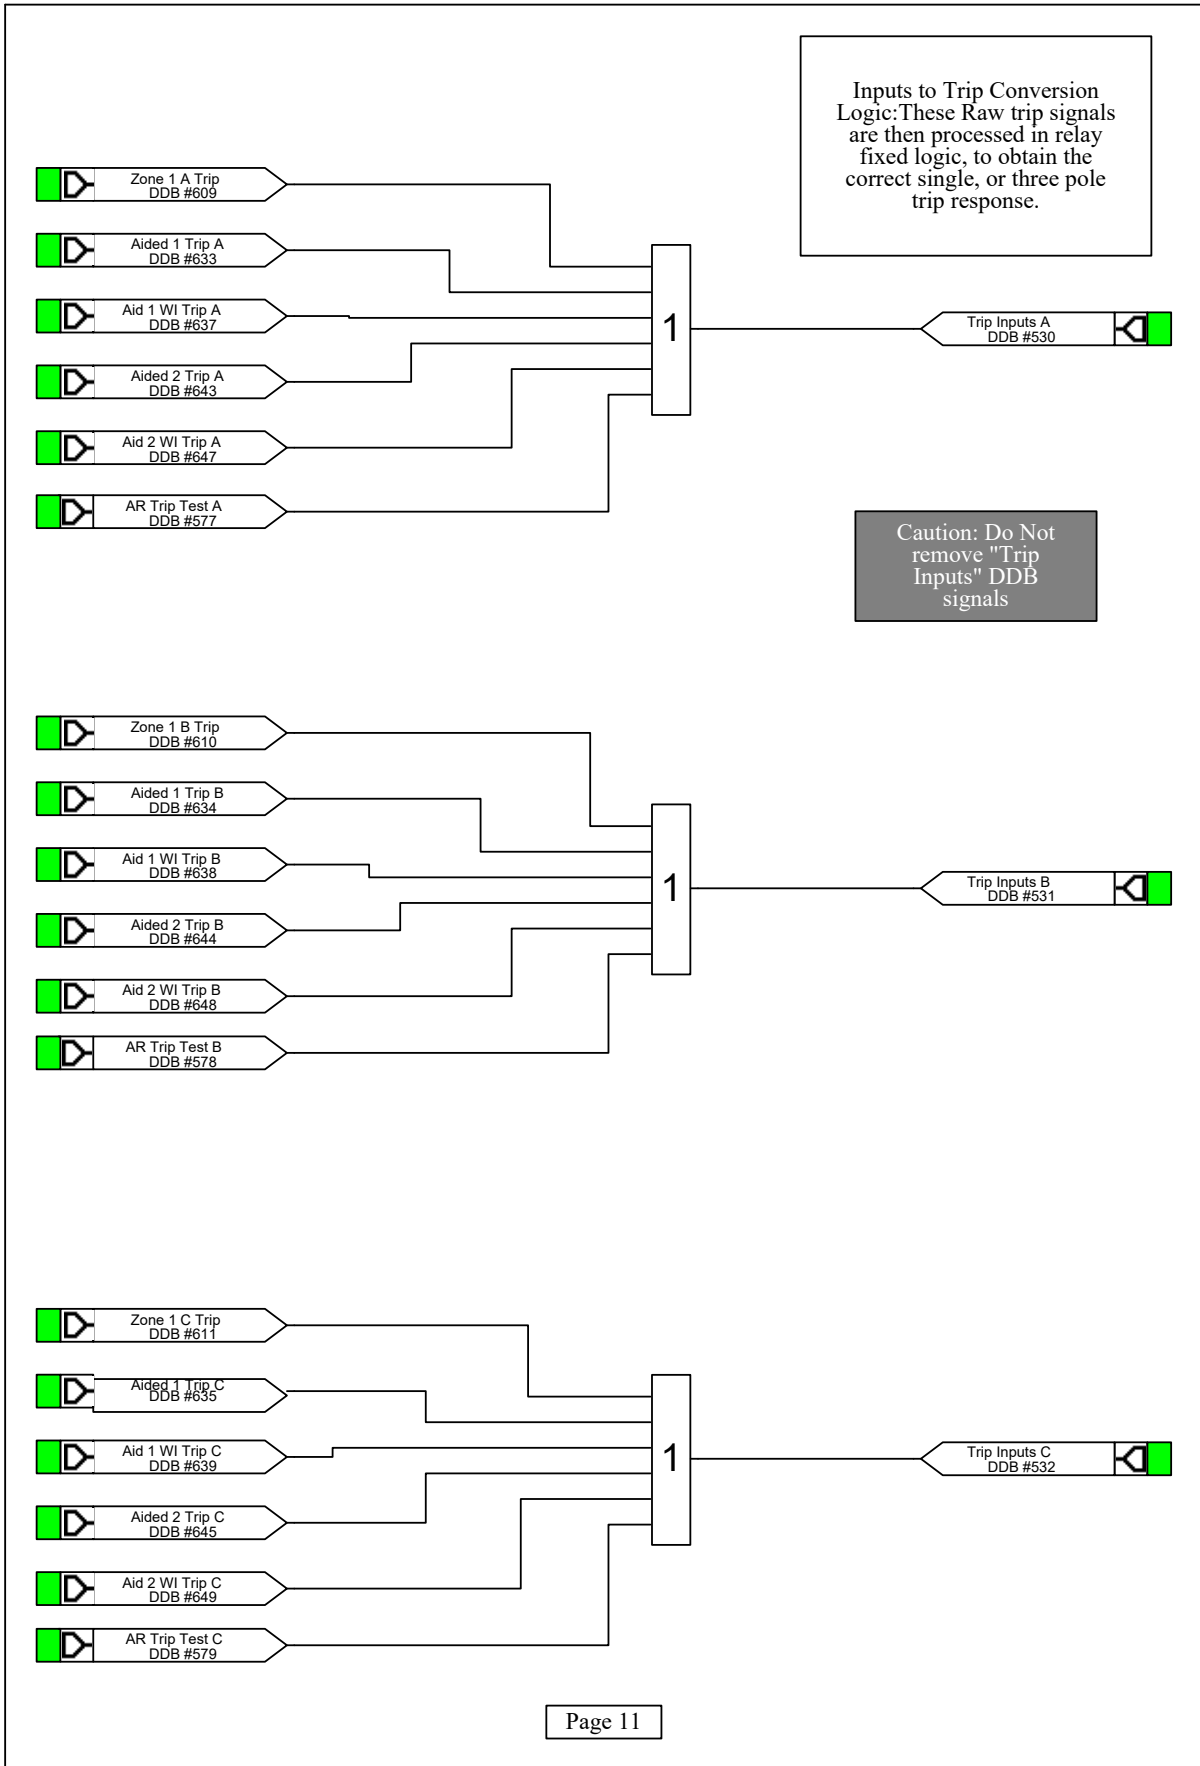 Inputs to Trip Conversion
Logic:These Raw trip signals
are then processed in relay
fixed logic, to obtain the
correct single, or three pole
trip response.
Zone 1 A Trip
DDB #609
Aided 1 Trip A
DDB #633
Aid 1 WI Trip A
DDB #637
Aided 2 Trip A
DDB #643
Aid 2 WI Trip A
DDB #647
AR Trip Test A
DDB #577
1
Trip Inputs A
DDB #530
Caution: Do Not
remove "Trip
Inputs" DDB
signals
Zone 1 B Trip
DDB #610
Aided 1 Trip B
DDB #634
Aid 1 WI Trip B
DDB #638
Aided 2 Trip B
DDB #644
Aid 2 WI Trip B
DDB #648
AR Trip Test B
DDB #578
1
Trip Inputs B
DDB #531
Zone 1 C Trip
DDB #611
Aided 1 Trip C
DDB #635
Aid 1 WI Trip C
DDB #639
Aided 2 Trip C
DDB #645
Aid 2 WI Trip C
DDB #649
AR Trip Test C
DDB #579
1
Trip Inputs C
DDB #532
Page 11